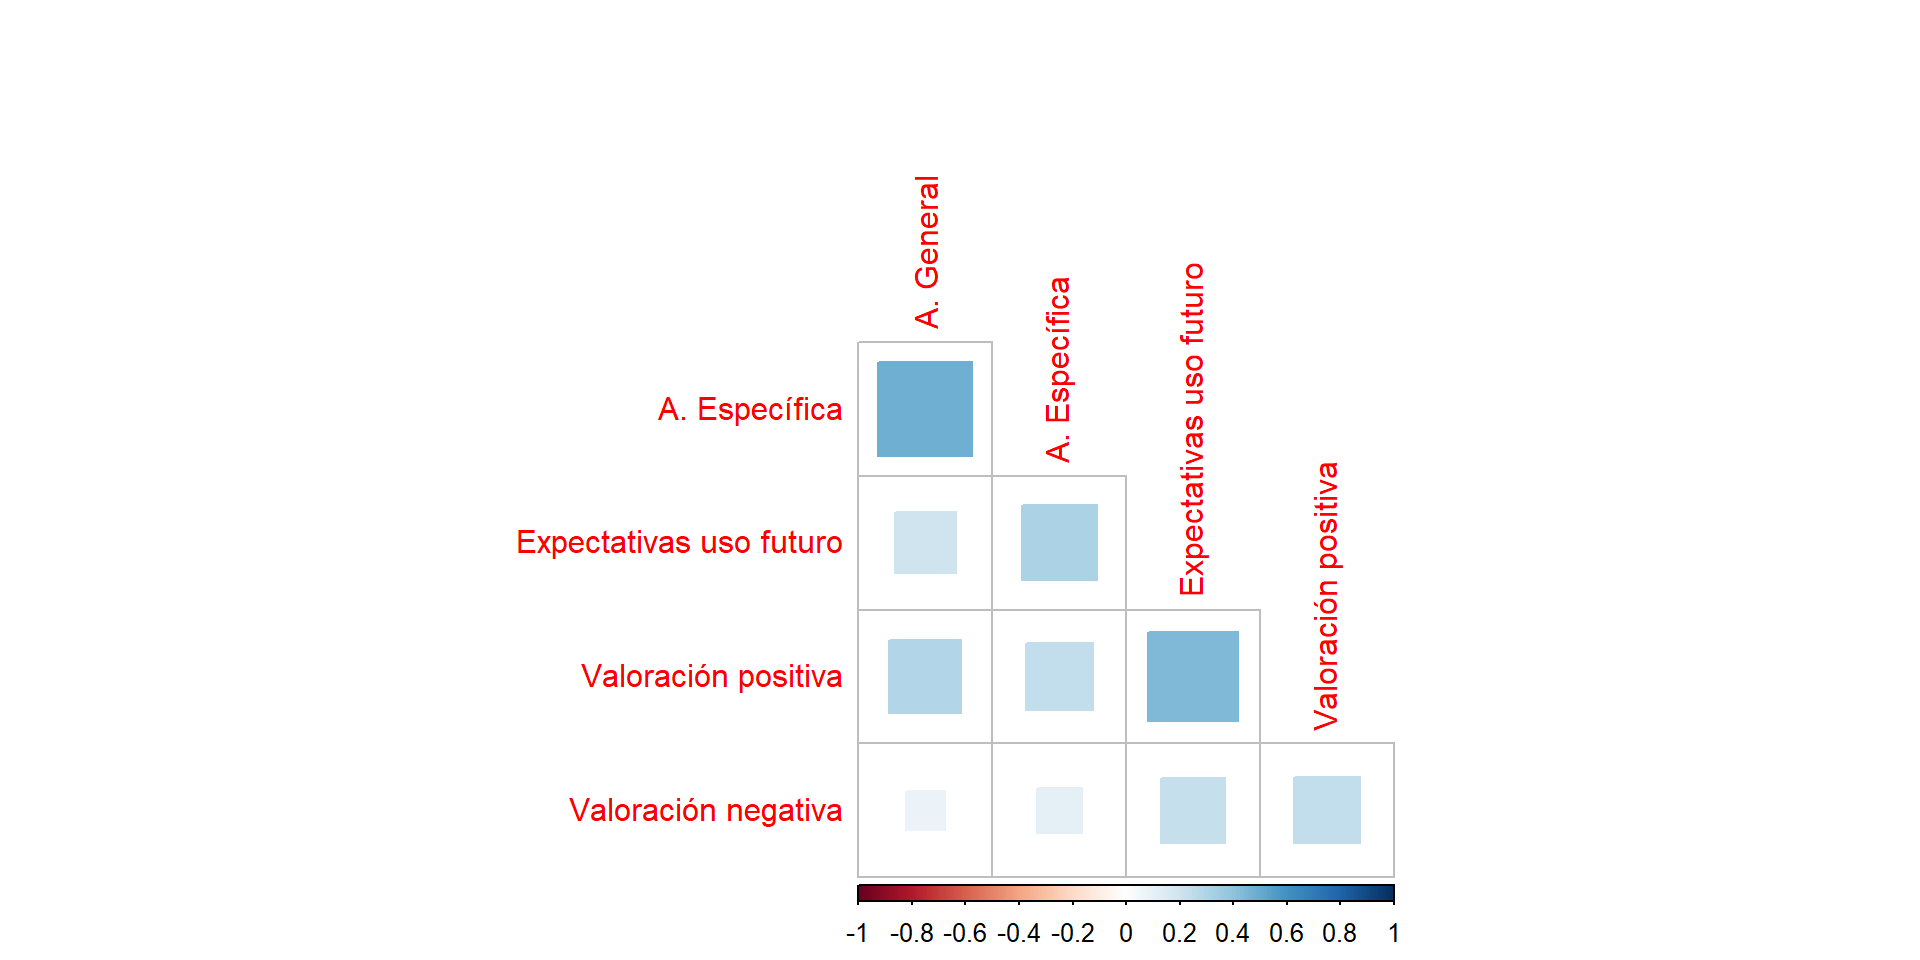 A. General
A. Específica
Expectativas uso futuro
Valoración positiva
A. Específica
Expectativas uso futuro
Valoración positiva
Valoración negativa
-1 -0.8 -0.6 -0.4 -0.2 0 0.2 0.4 0.6 0.8 1